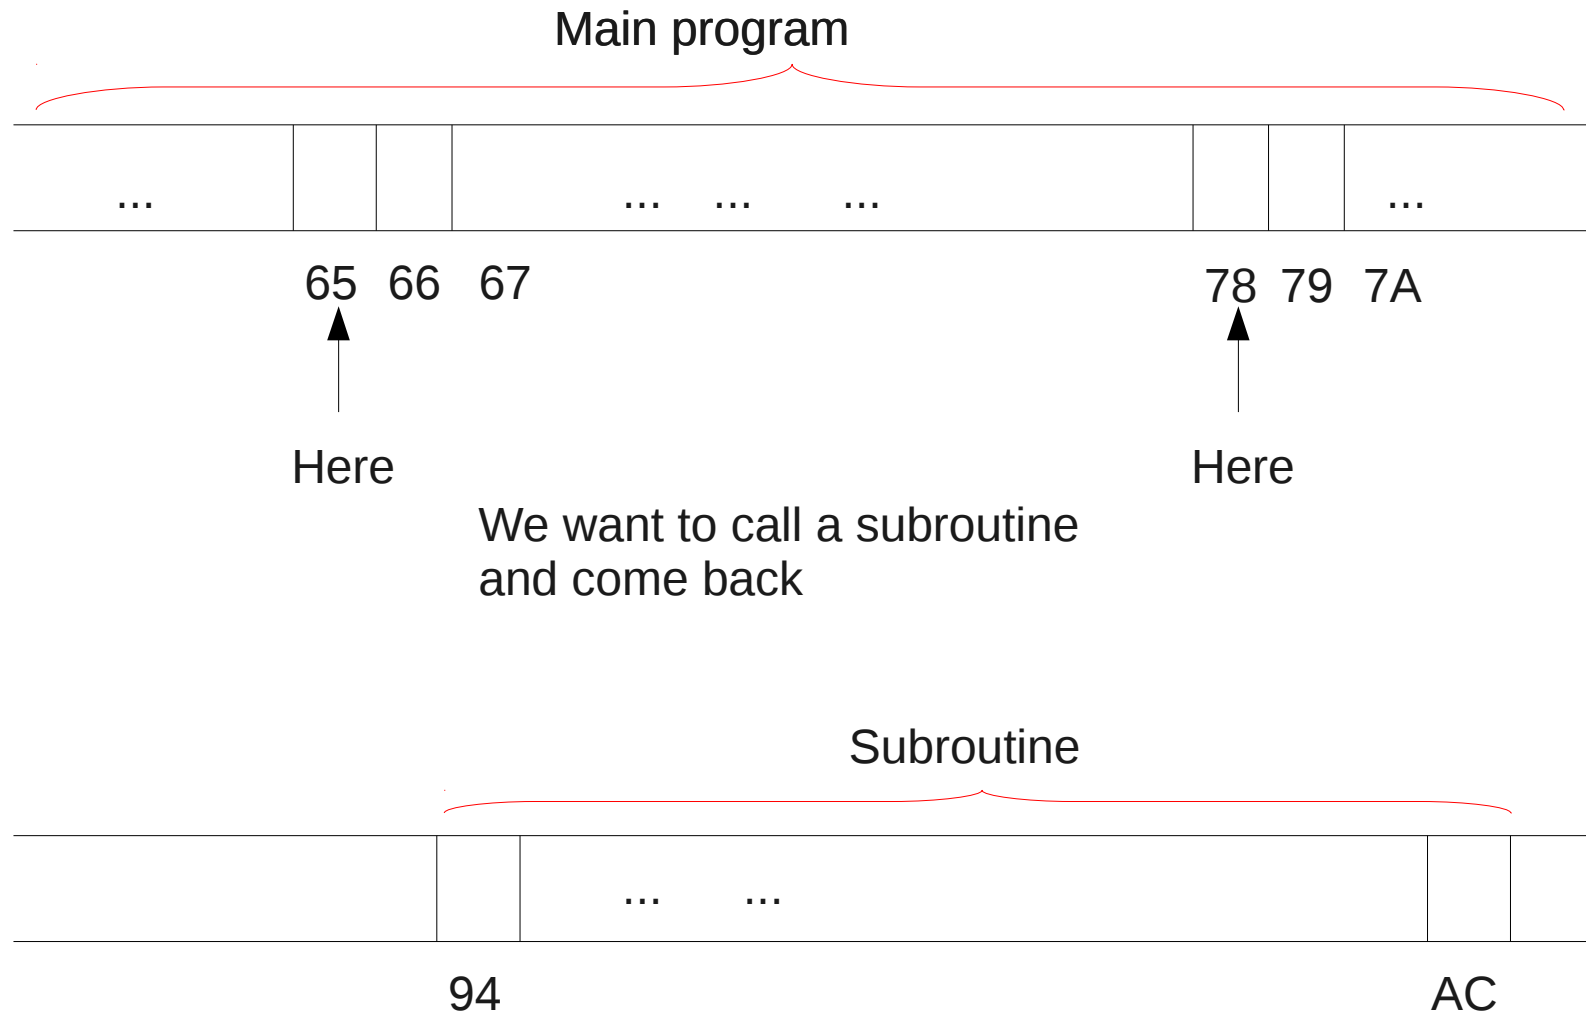 Main program
... ... ... ... ...
65 66 67 78 79 7A
Here Here
We want to call a subroutine
and come back
Subroutine
... ...
94 AC